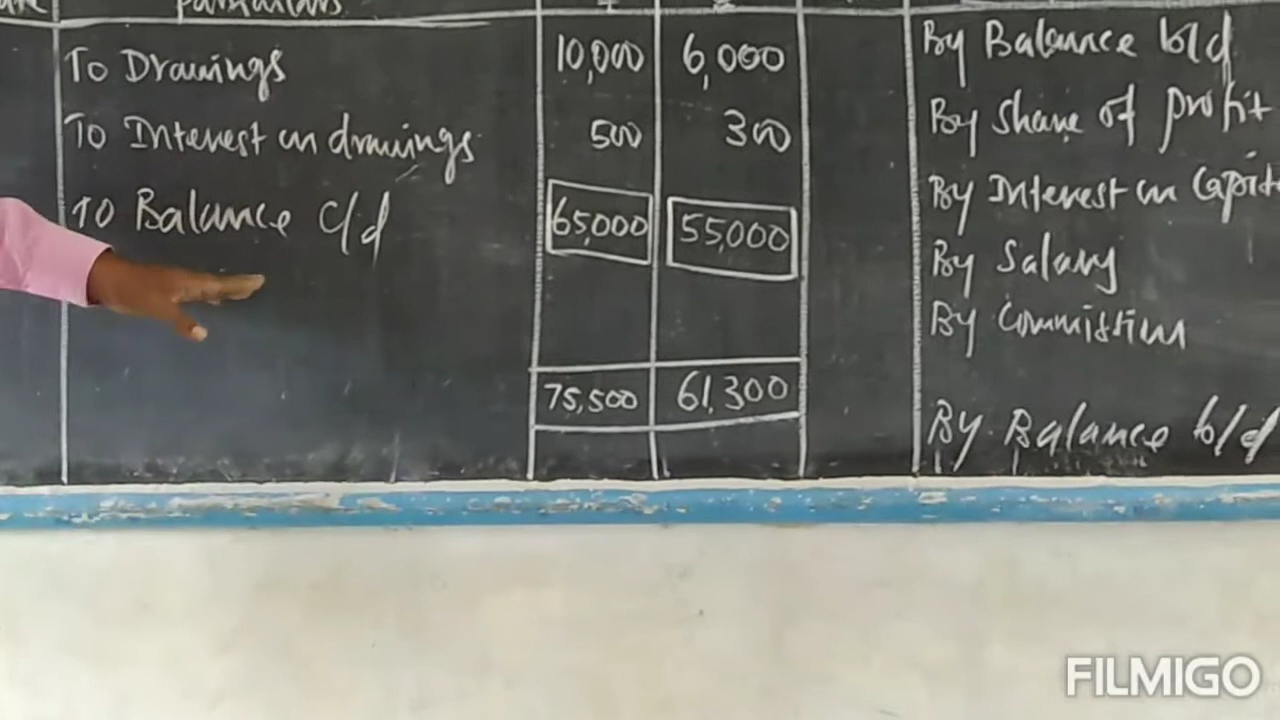 Particulars
To Drawings 10,000 6,000 By Balance b/d
To Interest on drawings 500 300 By Share of profit
To Balance c/d 65,000 55,000 By Interest on Capit
By Salary
By Commission
75,500 61,300
By Balance b/d
FILMIGO